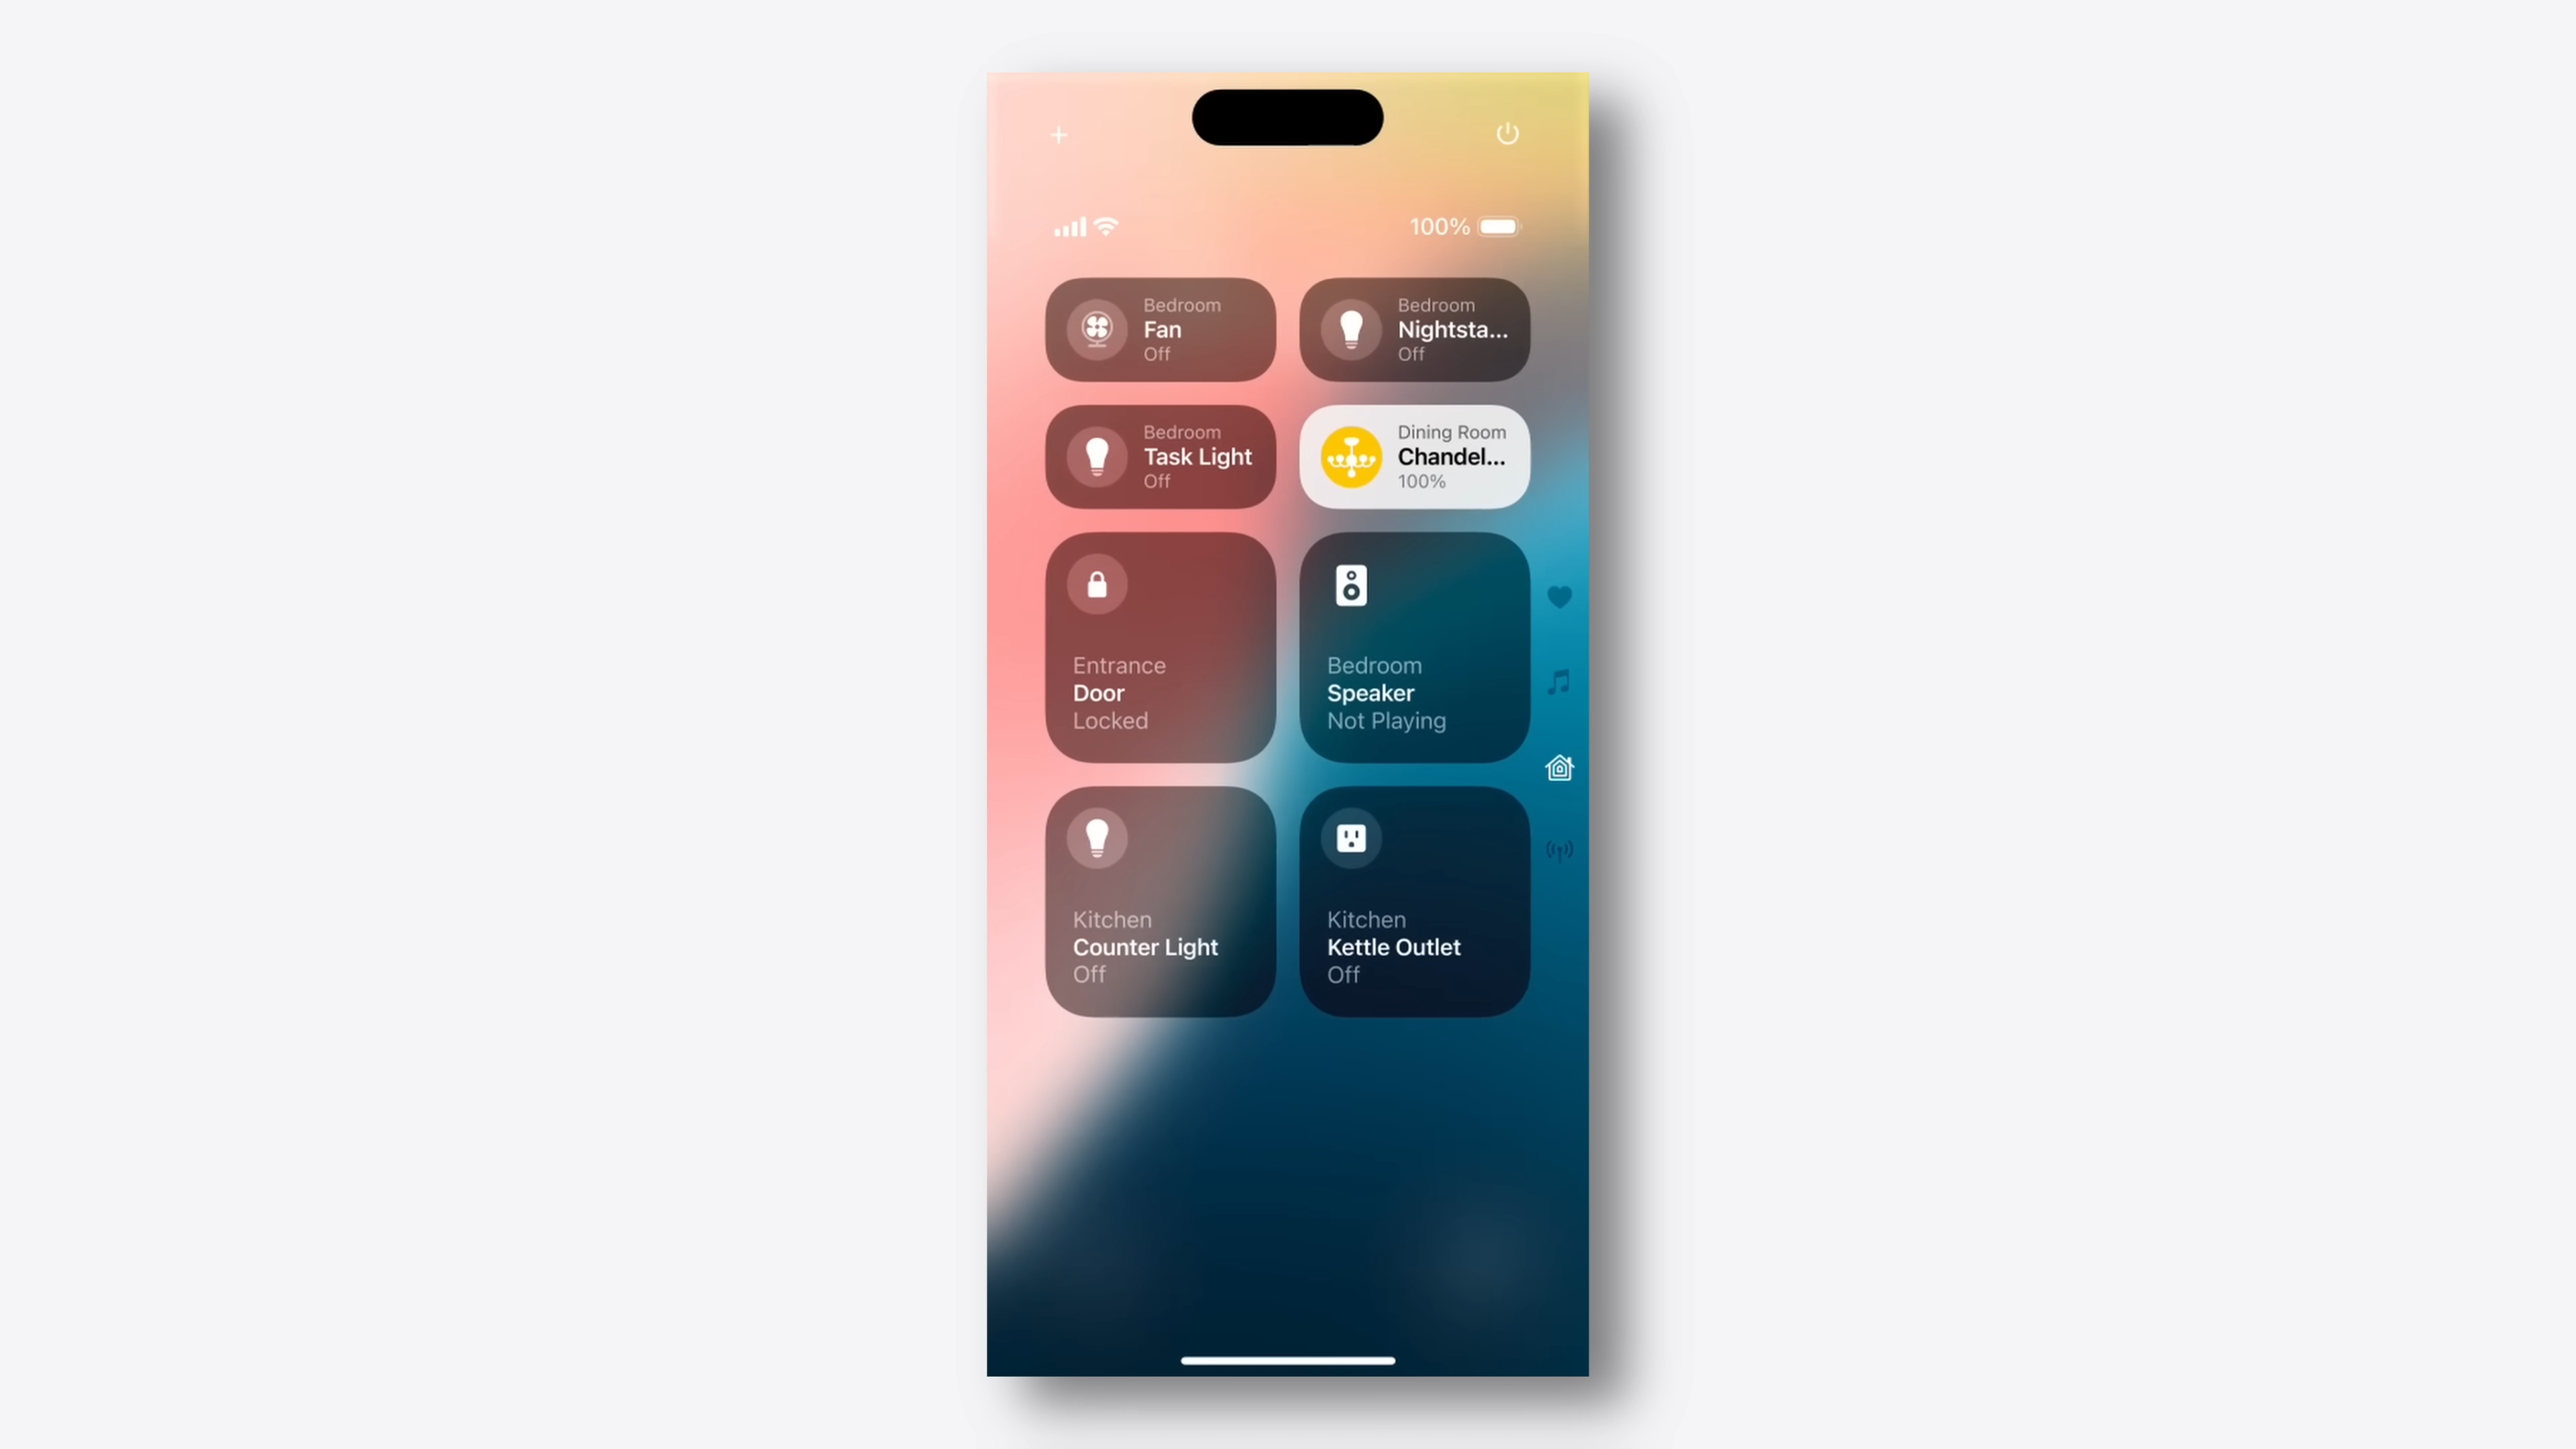 100%
Bedroom
Fan
Off
Bedroom
Nightsta...
Off
Bedroom
Task Light
Off
Dining Room
Chandel...
100%
Entrance
Door
Locked
Bedroom
Speaker
Not Playing
Kitchen
Counter Light
Off
Kitchen
Kettle Outlet
Off